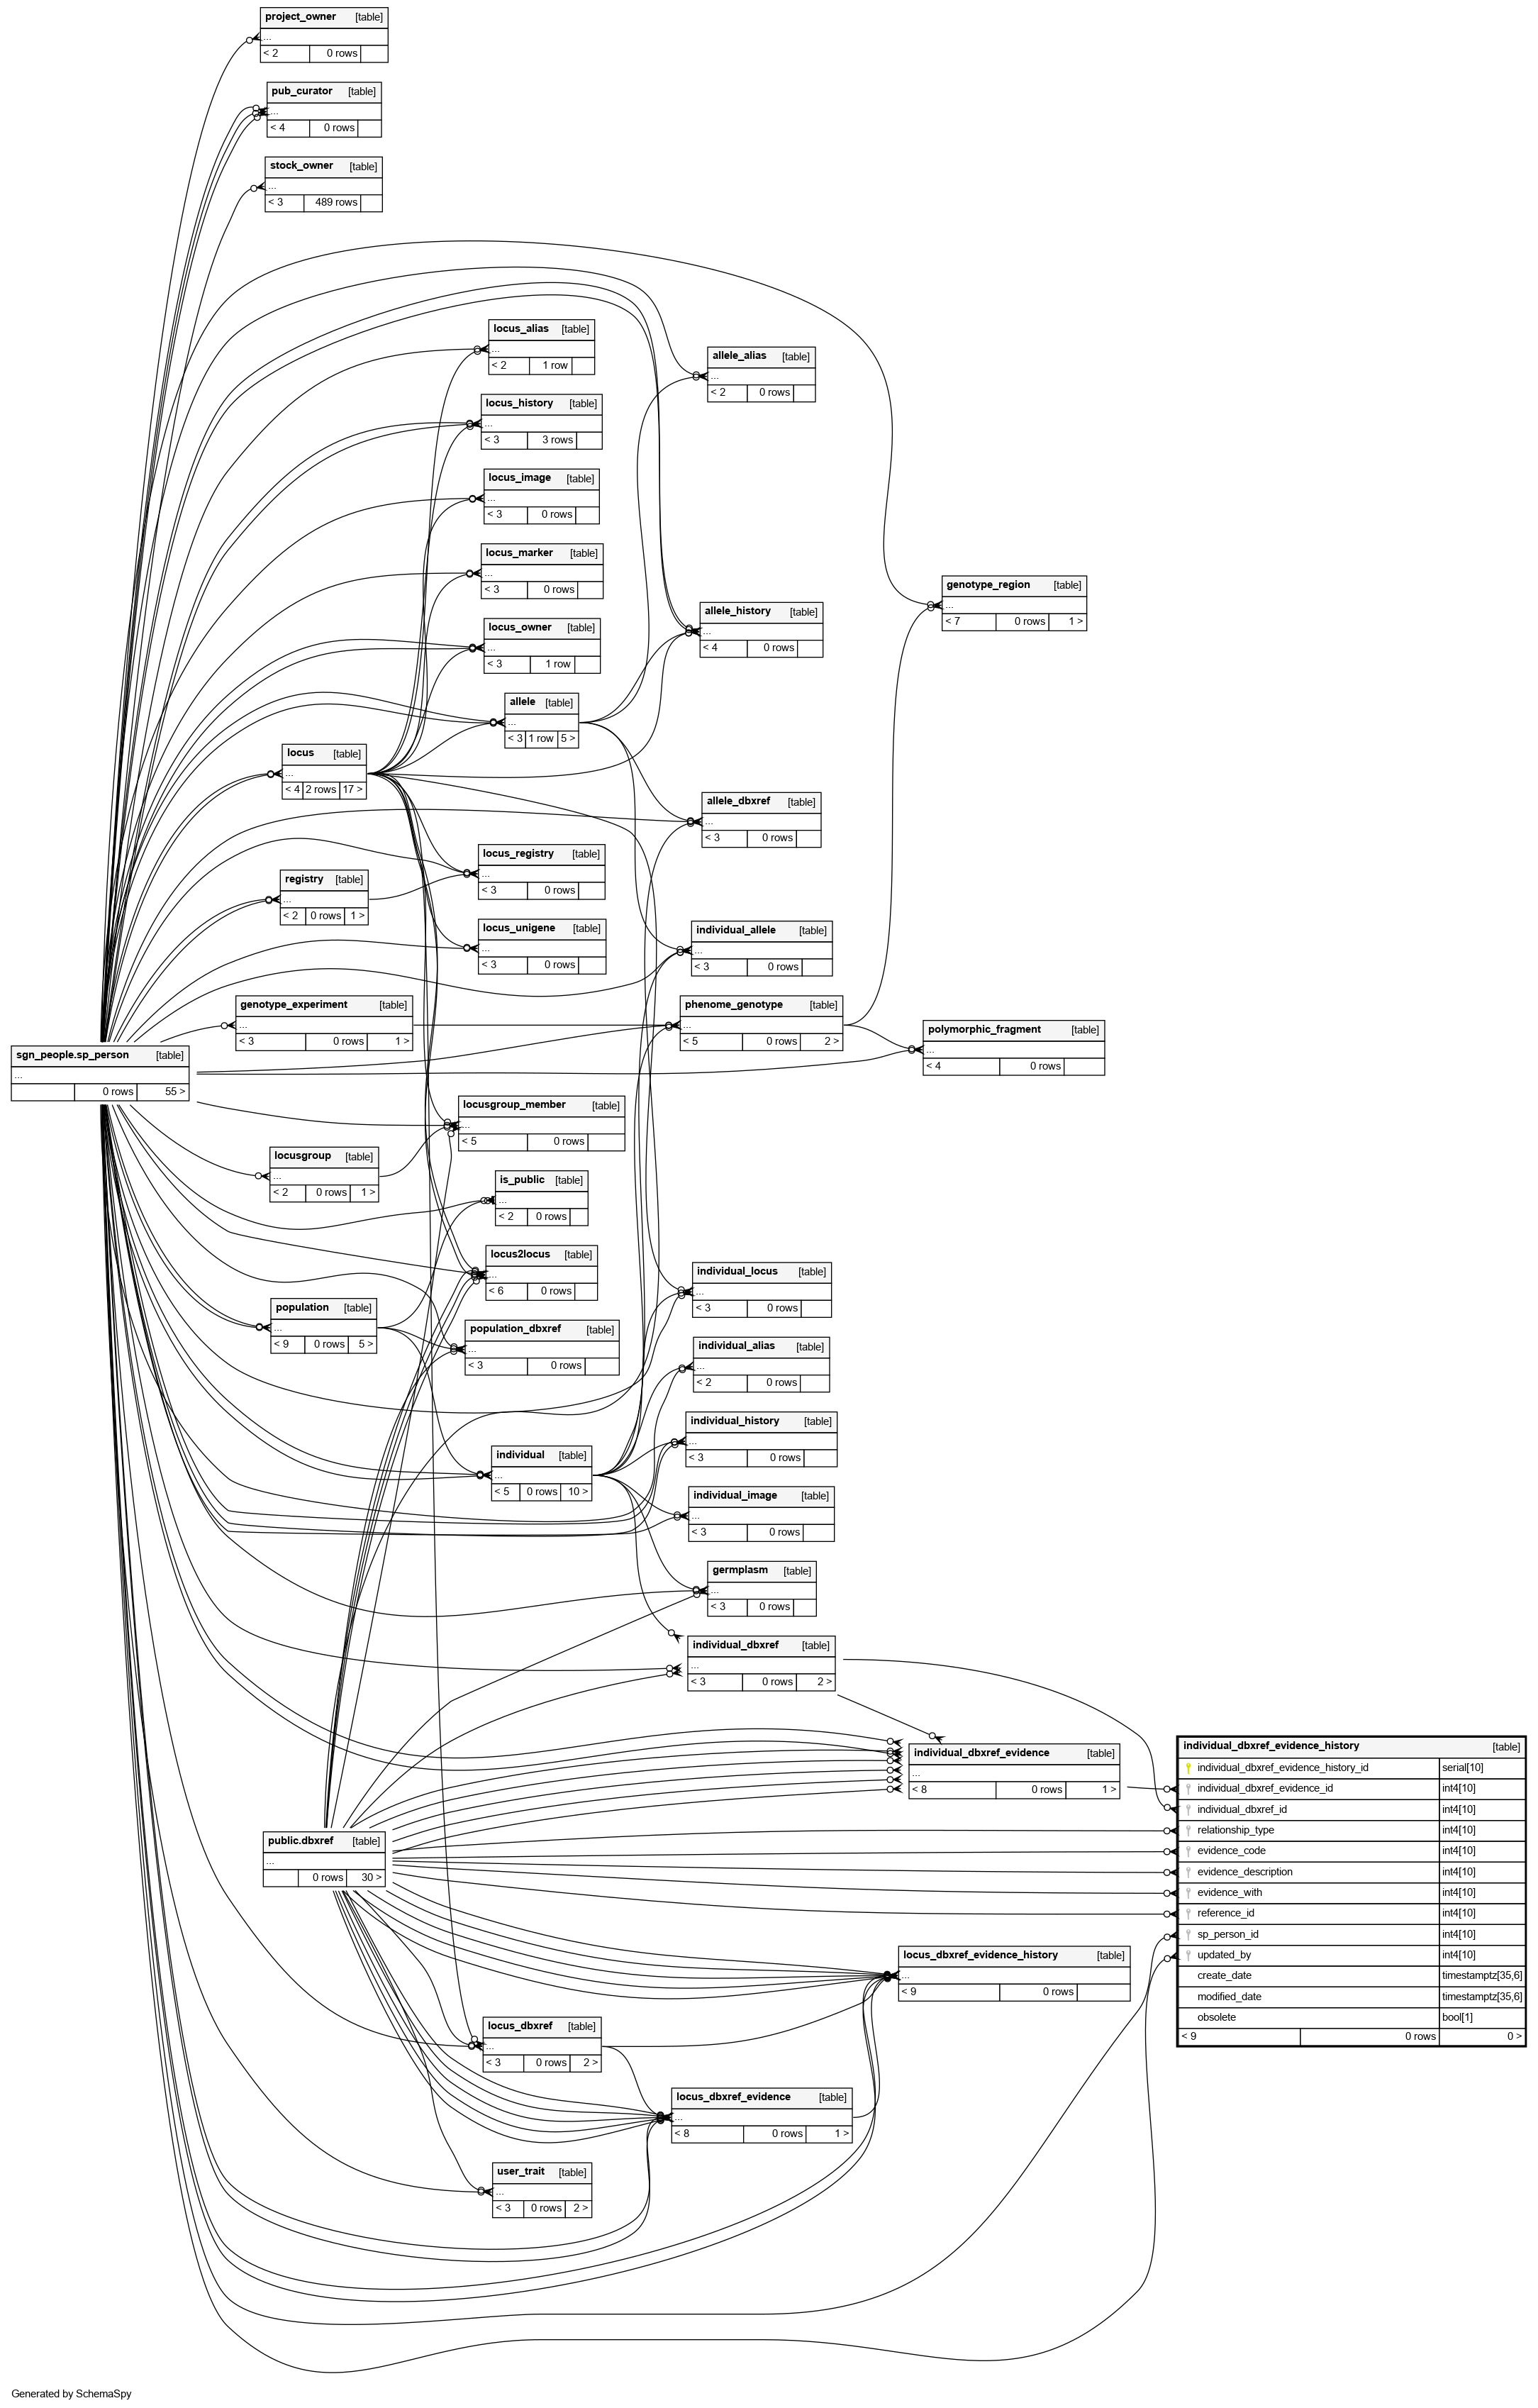 project_owner [table]
...
< 2 0 rows
pub_curator [table]
...
< 4 0 rows
stock_owner [table]
...
< 3 489 rows
locus_alias [table]
...
< 2 1 row
allele_alias [table]
...
< 2 0 rows
locus_history [table]
...
< 3 3 rows
locus_image [table]
...
< 3 0 rows
locus_marker [table]
...
< 3 0 rows
genotype_region [table]
...
< 7 0 rows 1 >
allele_history [table]
...
< 4 0 rows
locus_owner [table]
...
< 3 1 row
allele [table]
...
< 3 1 row 5 >
locus [table]
...
< 4 2 rows 17 >
allele_dbxref [table]
...
< 3 0 rows
locus_registry [table]
...
< 3 0 rows
registry [table]
...
< 2 0 rows 1 >
locus_unigene [table]
...
< 3 0 rows
individual_allele [table]
...
< 3 0 rows
genotype_experiment [table]
...
< 3 0 rows 1 >
phenome_genotype [table]
...
< 5 0 rows 2 >
polymorphic_fragment [table]
...
< 4 0 rows
sgn_people.sp_person [table]
...
0 rows 55 >
locusgroup_member [table]
...
< 5 0 rows
locusgroup [table]
...
< 2 0 rows 1 >
is_public [table]
...
< 2 0 rows
locus2locus [table]
...
< 6 0 rows
individual_locus [table]
...
< 3 0 rows
population [table]
...
< 9 0 rows 5 >
population_dbxref [table]
...
< 3 0 rows
individual_alias [table]
...
< 2 0 rows
individual_history [table]
...
< 3 0 rows
individual [table]
...
< 5 0 rows 10 >
individual_image [table]
...
< 3 0 rows
germplasm [table]
...
< 3 0 rows
individual_dbxref [table]
...
< 3 0 rows 2 >
individual_dbxref_evidence [table]
...
< 8 0 rows 1 >
individual_dbxref_evidence_history [table]
individual_dbxref_evidence_history_id serial[10]
individual_dbxref_evidence_id int4[10]
individual_dbxref_id int4[10]
relationship_type int4[10]
evidence_code int4[10]
evidence_description int4[10]
evidence_with int4[10]
reference_id int4[10]
sp_person_id int4[10]
updated_by int4[10]
create_date timestamptz[35,6]
modified_date timestamptz[35,6]
obsolete bool[1]
< 9 0 rows 0 >
public.dbxref [table]
...
0 rows 30 >
locus_dbxref_evidence_history [table]
...
< 9 0 rows
locus_dbxref [table]
...
< 3 0 rows 2 >
locus_dbxref_evidence [table]
...
< 8 0 rows 1 >
user_trait [table]
...
< 3 0 rows 2 >
Generated by SchemaSpy